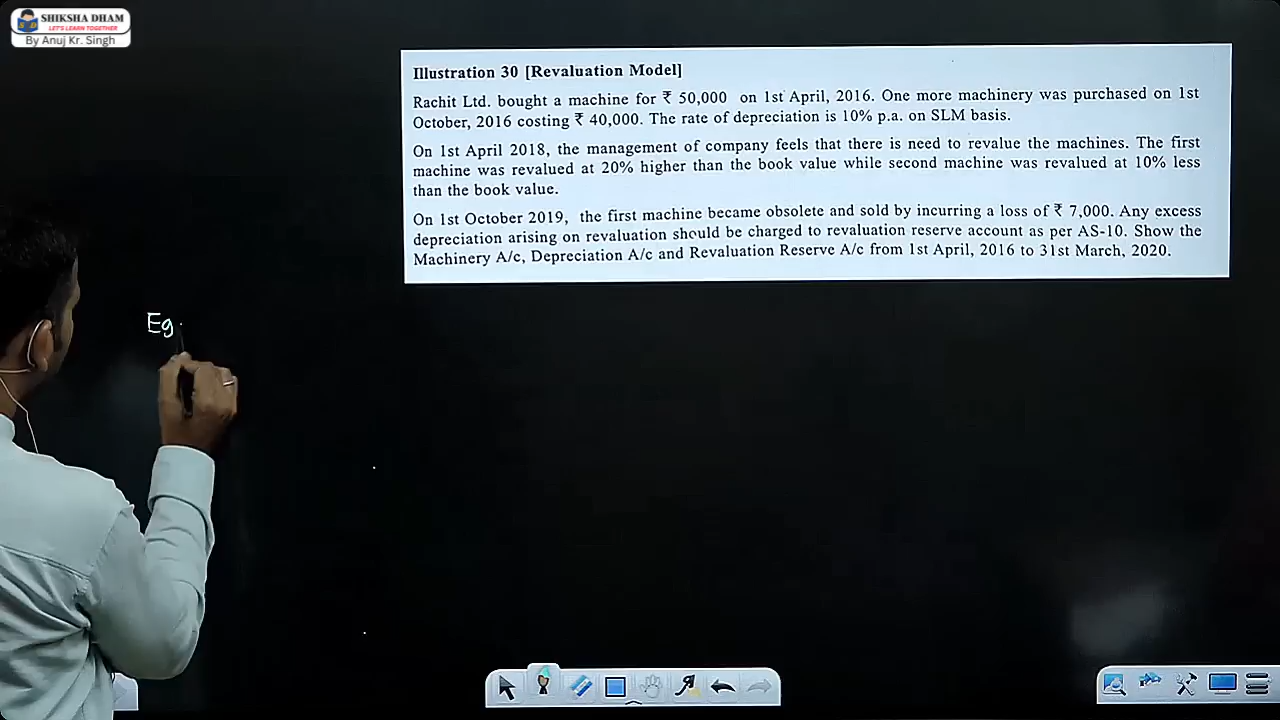 SHIKSHA DHAM
LET'S LEARN TOGETHER
By Anuj Kr. Singh
Illustration 30 [Revaluation Model]
Rachit Ltd. bought a machine for ₹ 50,000 on 1st April, 2016. One more machinery was purchased on 1st
October, 2016 costing ₹ 40,000. The rate of depreciation is 10% p.a. on SLM basis.
On 1st April 2018, the management of company feels that there is need to revalue the machines. The first
machine was revalued at 20% higher than the book value while second machine was revalued at 10% less
than the book value.
On 1st October 2019, the first machine became obsolete and sold by incurring a loss of ₹ 7,000. Any excess
depreciation arising on revaluation should be charged to revaluation reserve account as per AS-10. Show the
Machinery A/c, Depreciation A/c and Revaluation Reserve A/c from 1st April, 2016 to 31st March, 2020.
Eg